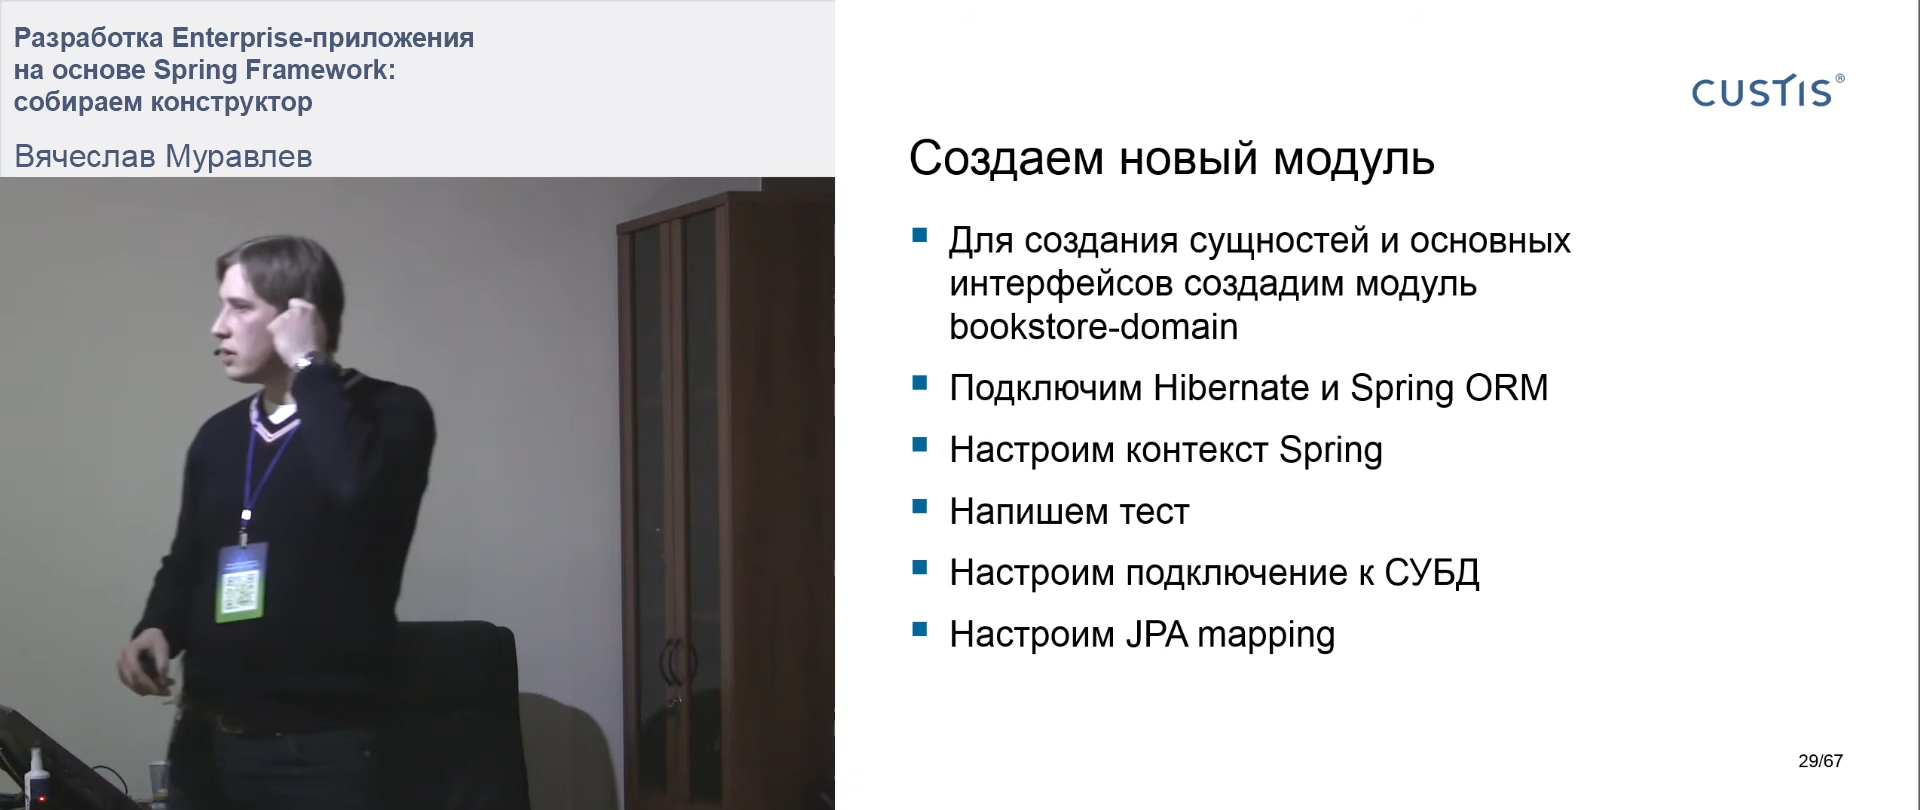 Разработка Enterprise-приложения
на основе Spring Framework:
собираем конструктор
Вячеслав Муравлев
CUSTIS®
Создаем новый модуль
Для создания сущностей и основных
интерфейсов создадим модуль
bookstore-domain
Подключим Hibernate и Spring ORM
Настроим контекст Spring
Напишем тест
Настроим подключение к СУБД
Настроим JPA mapping
29/67